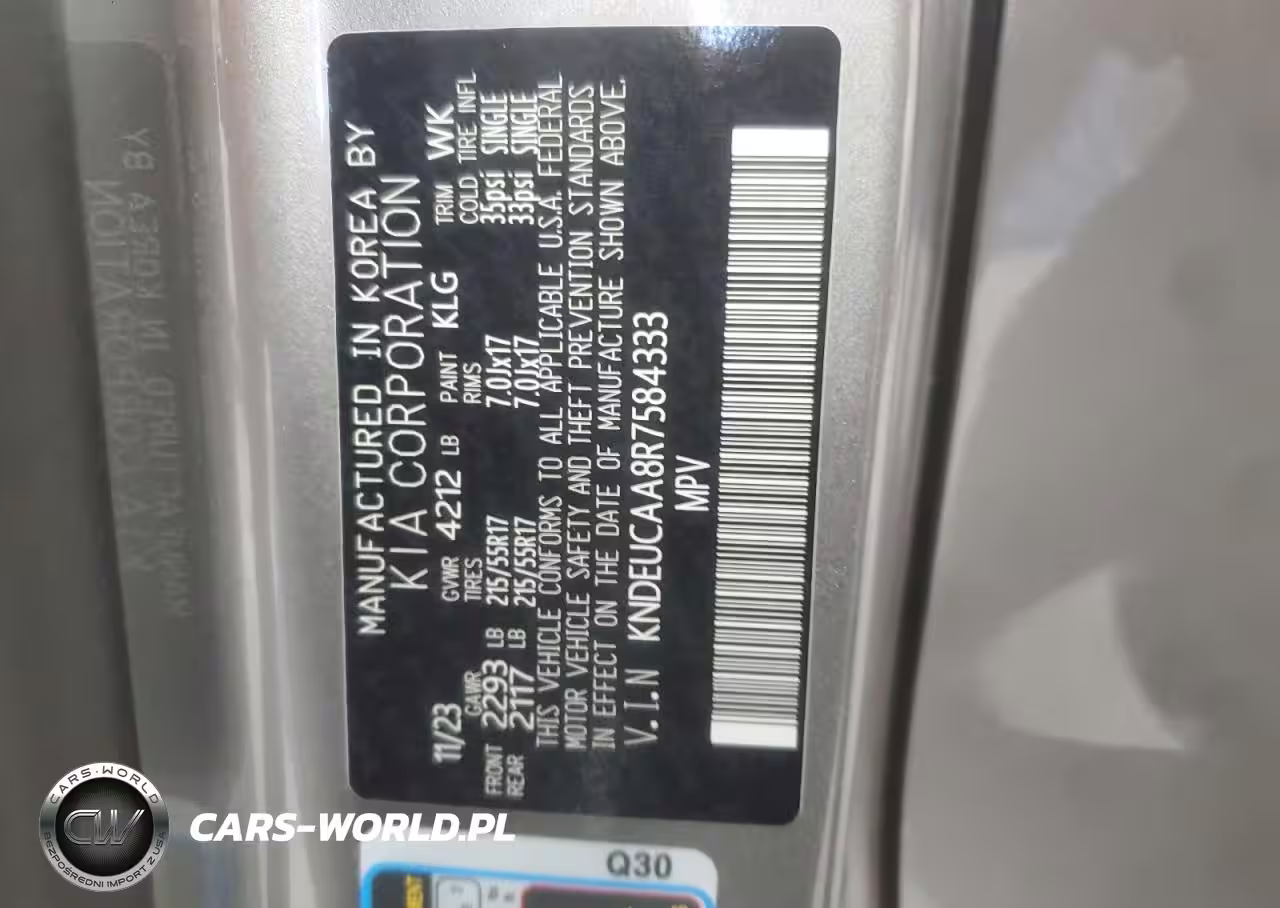 MANUFACTURED IN KOREA BY
KIA CORPORATION
11/23 GVWR 4212 LB PAINT KLG TRIM WK
GAWR TIRES RIMS COLD TIRE INFL
FRONT 2293 LB 215/55R17 7.0Jx17 35psi SINGLE
REAR 2117 LB 215/55R17 7.0Jx17 33psi SINGLE
THIS VEHICLE CONFORMS TO ALL APPLICABLE U.S.A. FEDERAL
MOTOR VEHICLE SAFETY AND THEFT PREVENTION STANDARDS
IN EFFECT ON THE DATE OF MANUFACTURE SHOWN ABOVE.
V.I.N KNDEUCAA8R7584333
MPV
Q30
CARS-WORLD
CW
BEZPOŚREDNI IMPORT Z USA
CARS-WORLD.PL